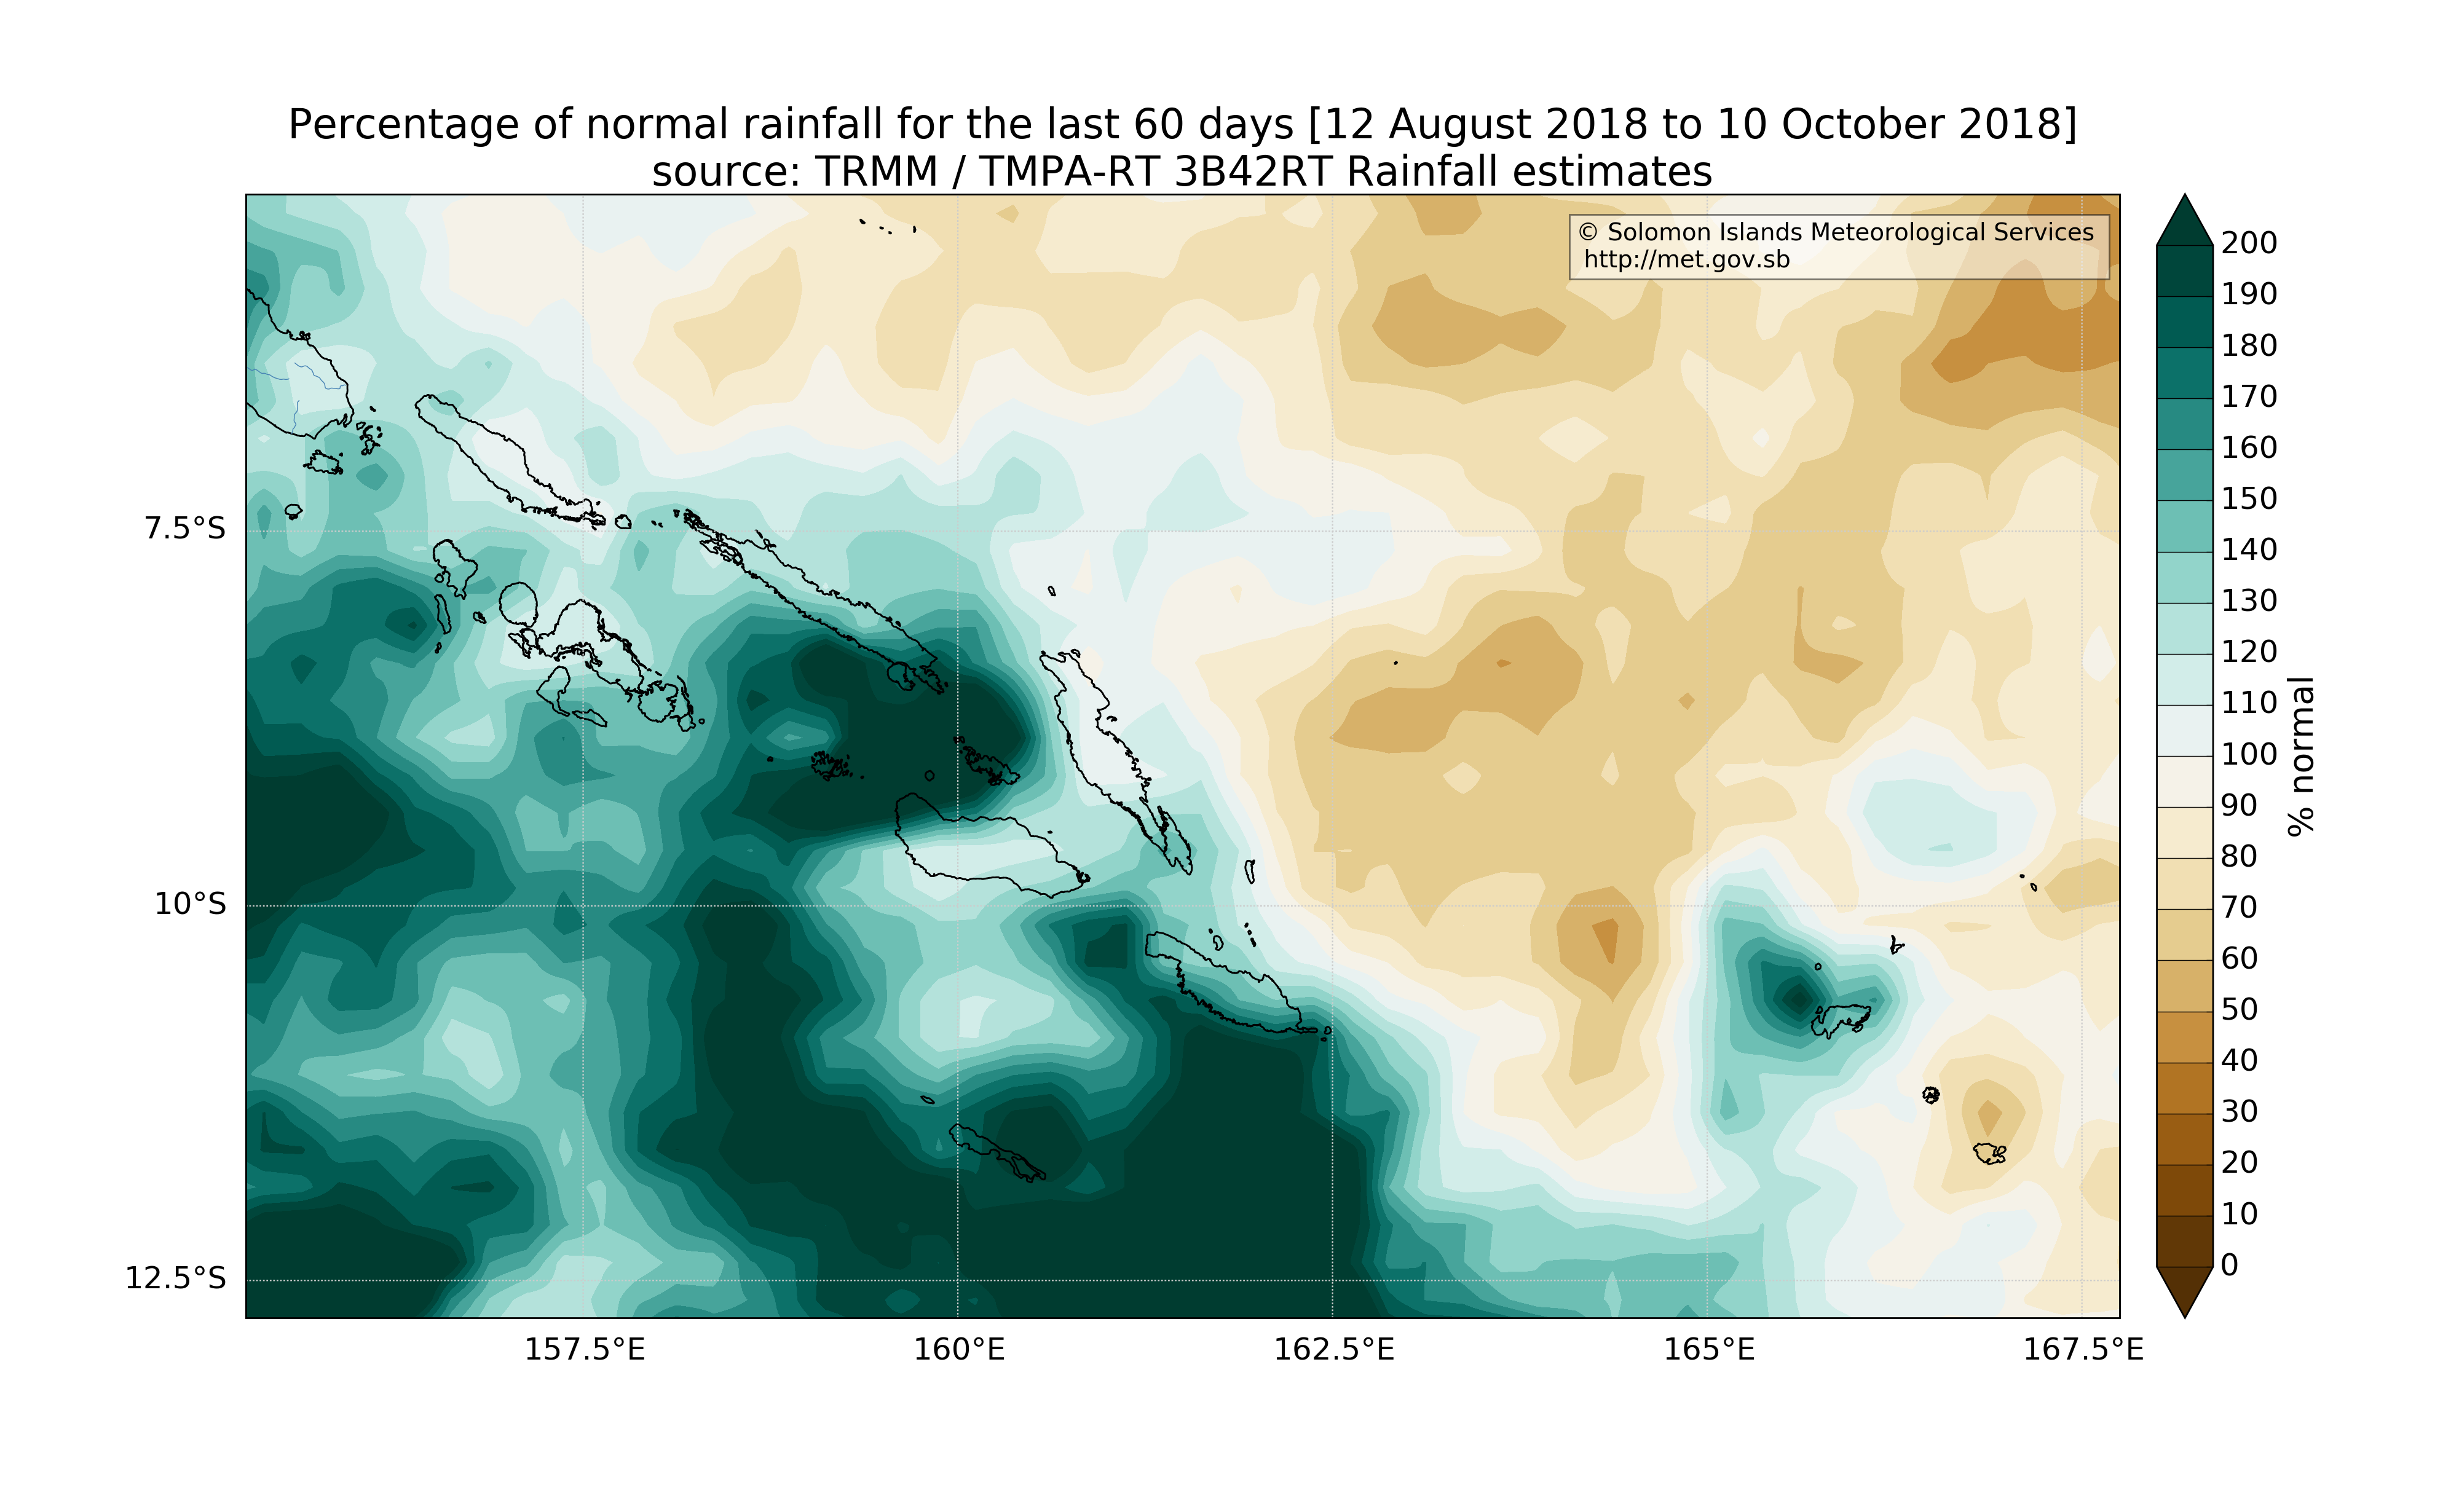 Percentage of normal rainfall for the last 60 days [12 August 2018 to 10 October 2018]
source: TRMM / TMPA-RT 3B42RT Rainfall estimates
© Solomon Islands Meteorological Services
http://met.gov.sb
7.5°S
10°S
12.5°S
157.5°E
160°E
162.5°E
165°E
167.5°E
200
190
180
170
160
150
140
130
120
110
100
90
80
70
60
50
40
30
20
10
0
% normal